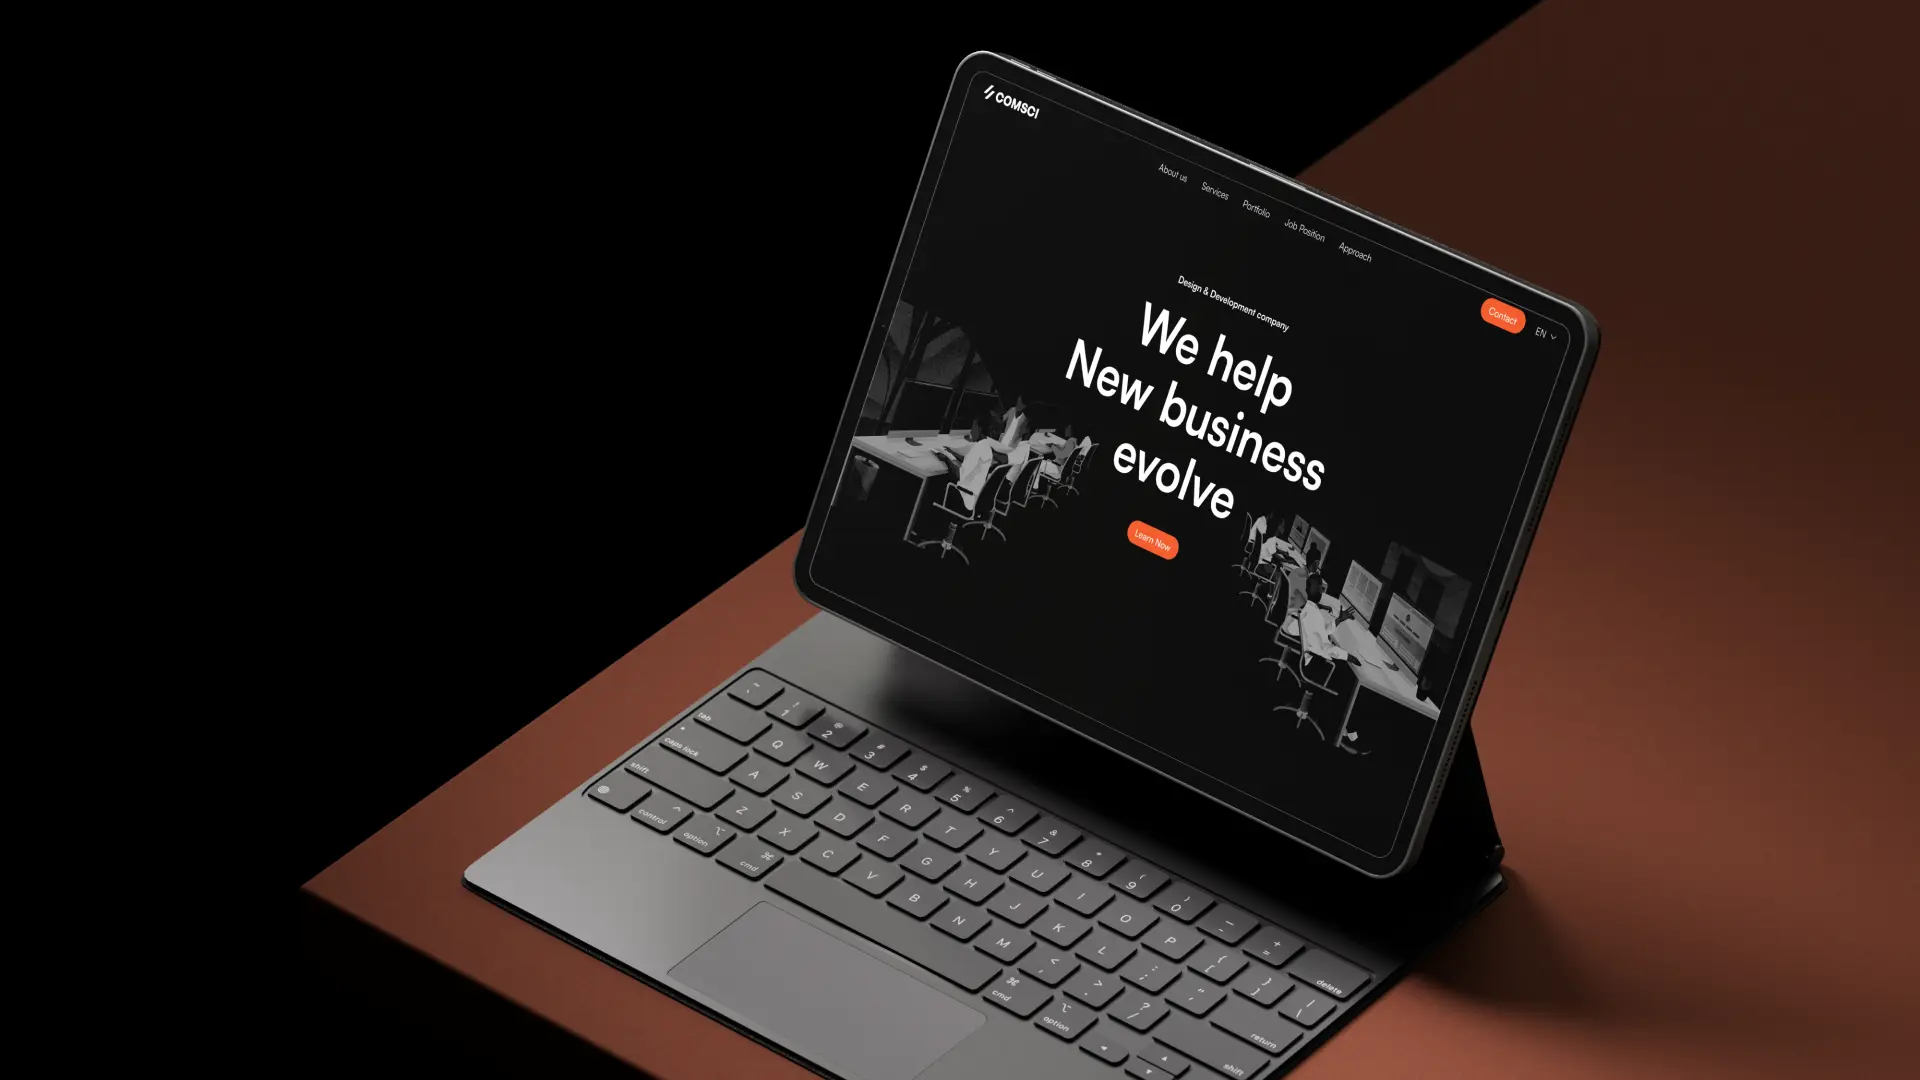 COMSCI
About us
Services
Portfolio
Job Position
Approach
Contact
EN
Design & Development company
We help
New business
evolve
Learn Now
~
! 1
@ 2
# 3
$ 4
% 5
^ 6
& 7
* 8
( 9
) 0
_ -
+ =
delete
tab
Q W E R T Y U I O P { [ } ] | \
caps lock
A S D F G H J K L : ; " '
return
shift
Z X C V B N M < , > . ? /
shift
control
option
cmd
cmd
option